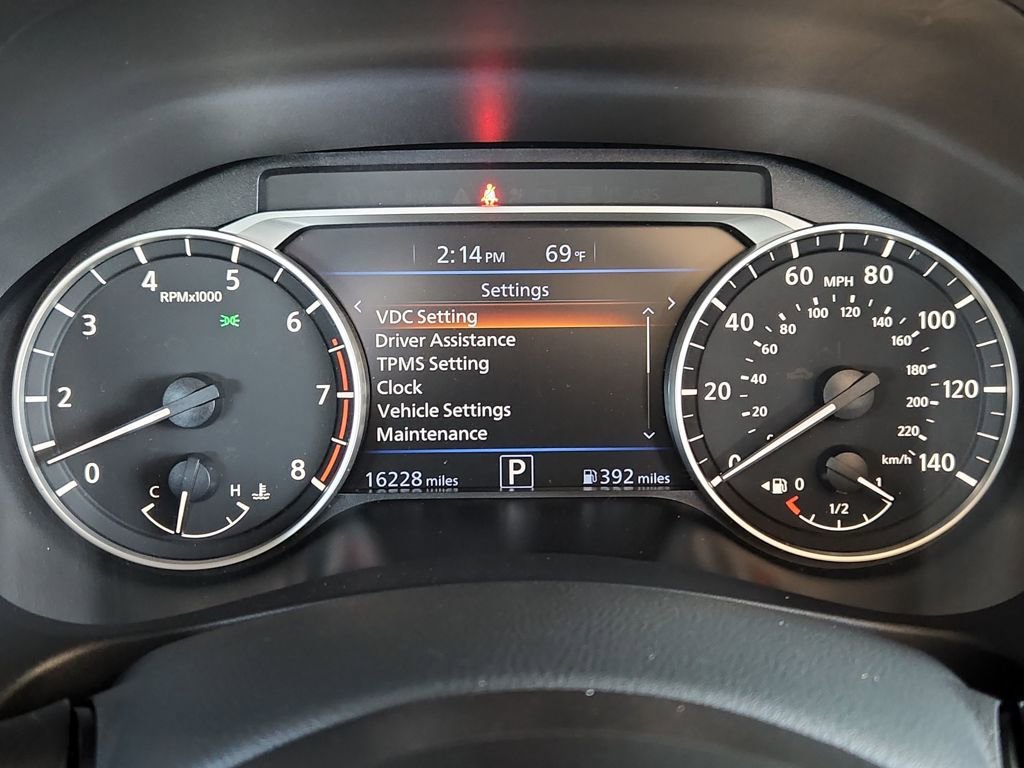 2:14 PM 69°F
Settings
VDC Setting
Driver Assistance
TPMS Setting
Clock
Vehicle Settings
Maintenance
16228 miles P 392 miles
RPMx1000
0 2 3 4 5 6 7 8
C H
MPH
0 20 40 60 80 100 120 140
0 20 40 60 80 100 120 140 160 180 200 220
km/h
0 1/2 1